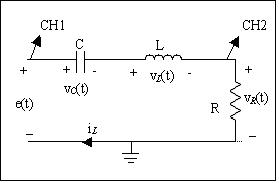 CH1
CH2
C
L
+
+
-
+
-
+
vC(t)
vL(t)
e(t)
R
vR(t)
–
iL
–